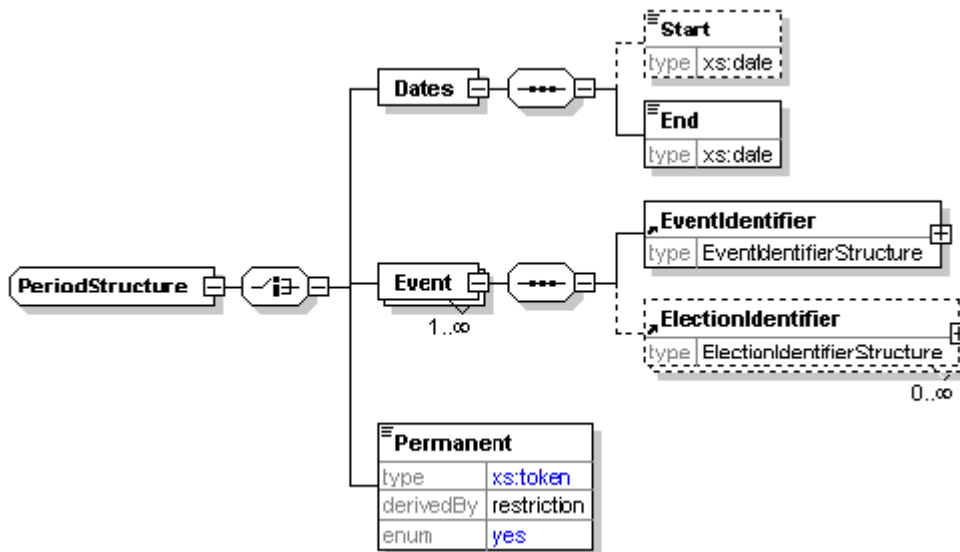 Start
type xs:date
Dates
End
type xs:date
EventIdentifier
type EventIdentifierStructure
PeriodStructure
Event
1..∞
ElectionIdentifier
type ElectionIdentifierStructure
0..∞
Permanent
type xs:token
derivedBy restriction
enum yes